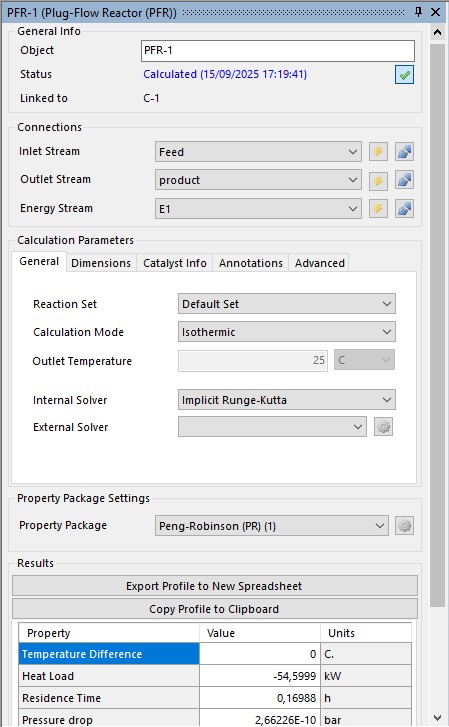 PFR-1 (Plug-Flow Reactor (PFR))
General Info
Object PFR-1
Status Calculated (15/09/2025 17:19:41)
Linked to C-1
Connections
Inlet Stream Feed
Outlet Stream product
Energy Stream E1
Calculation Parameters
General Dimensions Catalyst Info Annotations Advanced
Reaction Set Default Set
Calculation Mode Isothermic
Outlet Temperature 25 C
Internal Solver Implicit Runge-Kutta
External Solver
Property Package Settings
Property Package Peng-Robinson (PR) (1)
Results
Export Profile to New Spreadsheet
Copy Profile to Clipboard
Property Value Units
Temperature Difference 0 C.
Heat Load -54,5999 kW
Residence Time 0,16988 h
Pressure drop 2,66226E-10 bar